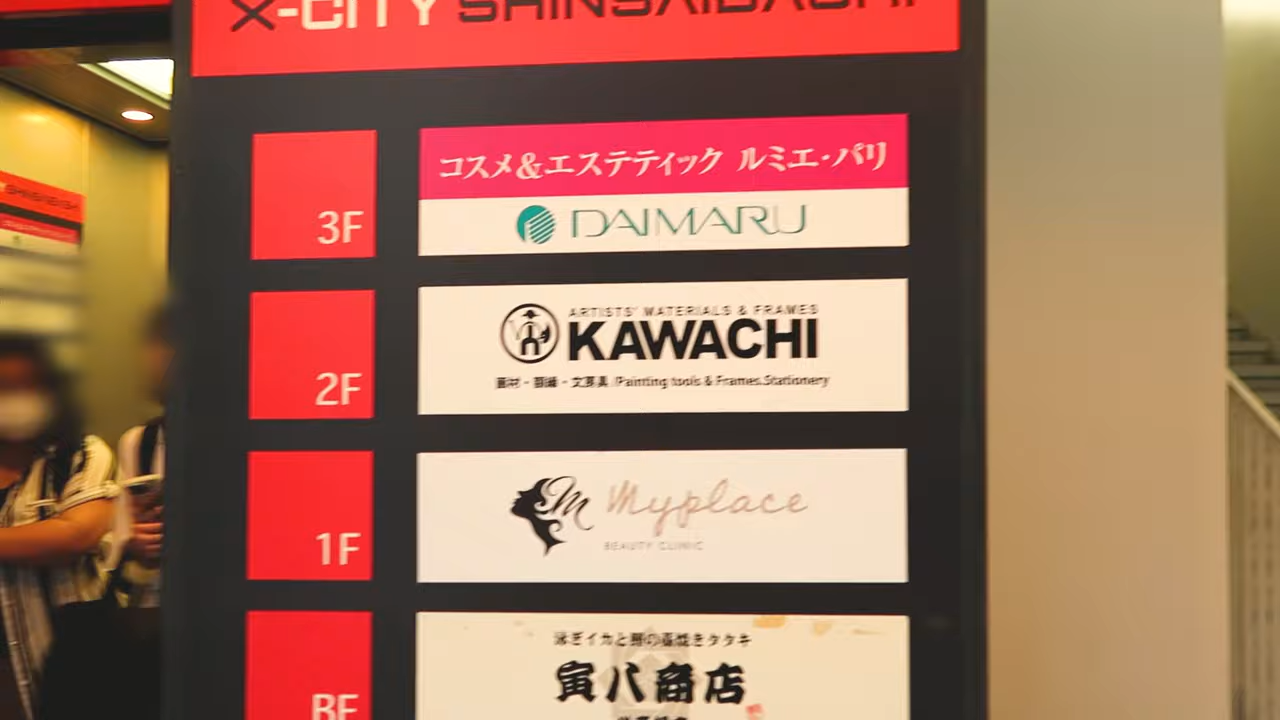 X-CITY SHINSAIBASHI
3F
コスメ&エステティック ルミエ・パリ
DAIMARU
2F
ARTISTS' MATERIALS & FRAMES
KAWACHI
画材・額縁・文房具 /Painting tools & Frames.Stationery
1F
m Myplace
BEAUTY CLINIC
BF
泳ぎイカと鰹の藁焼きタタキ
寅八商店